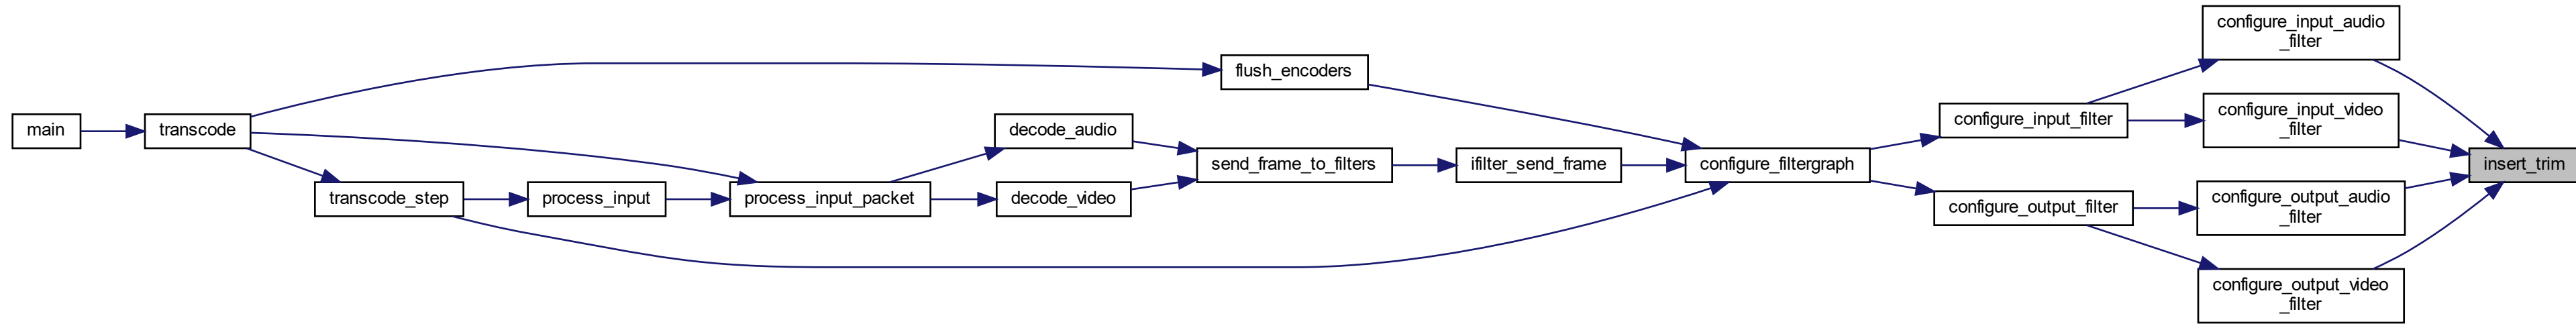 main
transcode
transcode_step
process_input
process_input_packet
decode_audio
decode_video
flush_encoders
send_frame_to_filters
ifilter_send_frame
configure_filtergraph
configure_input_filter
configure_output_filter
configure_input_audio
_filter
configure_input_video
_filter
configure_output_audio
_filter
configure_output_video
_filter
insert_trim